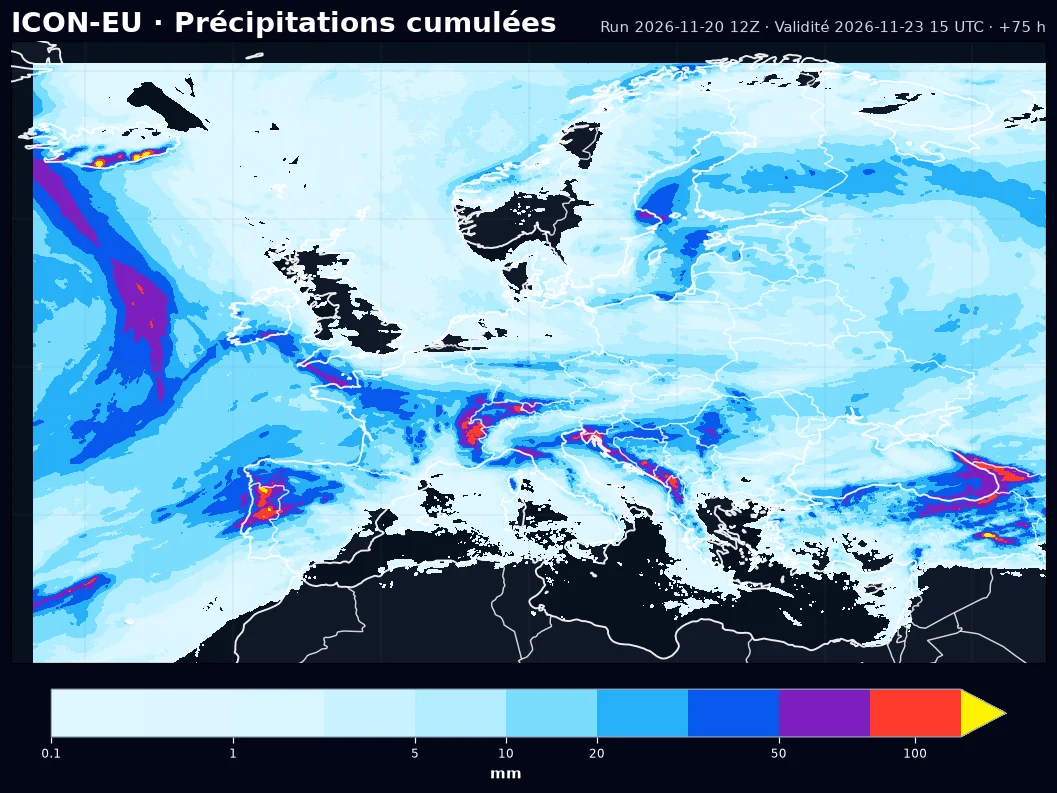 ICON-EU · Précipitations cumulées
Run 2026-11-20 12Z · Validité 2026-11-23 15 UTC · +75 h
0.1 1 5 10 20 50 100
mm